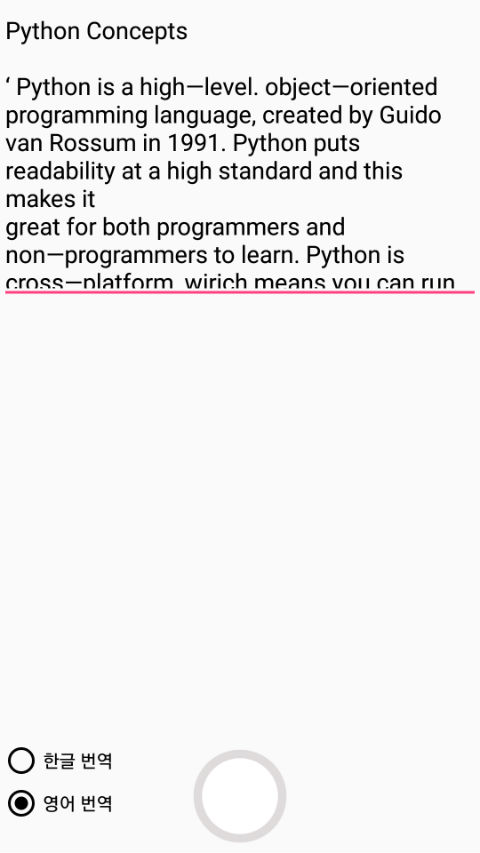 Python Concepts
‘ Python is a high—level. object—oriented
programming language, created by Guido
van Rossum in 1991. Python puts
readability at a high standard and this
makes it
great for both programmers and
non—programmers to learn. Python is
cross—platform, wirich means you can run
한글 번역
영어 번역